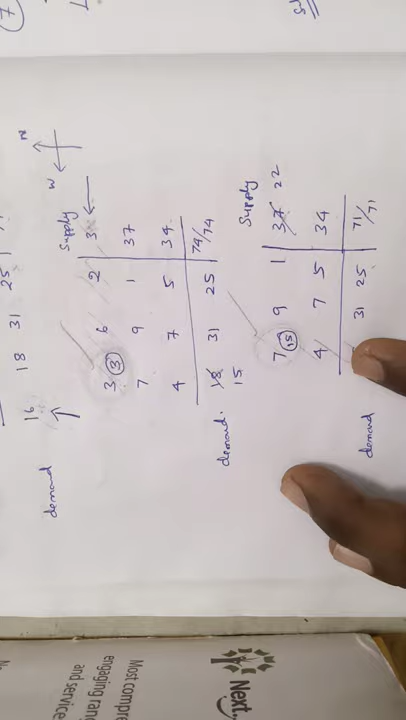 18 31 25
16
demand
N
W
Supply
3 (3) 6 2 3
7 9 1 37
4 7 5 34
demand. 18 31 25 74/74
15
Supply
7 (15) 9 1 37 22
4 7 5 34
demand 31 25 71/71
Next
Most compre
engaging ran
and service